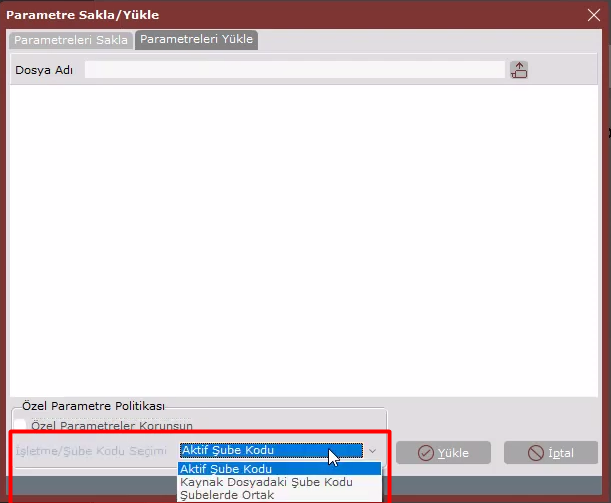 Parametre Sakla/Yükle
Parametreleri Sakla Parametreleri Yükle
Dosya Adı
Özel Parametre Politikası
Özel Parametreler Korunsun
İşletme/Şube Kodu Seçimi Aktif Şube Kodu
Yükle İptal
Aktif Şube Kodu
Kaynak Dosyadaki Şube Kodu
Şubelerde Ortak